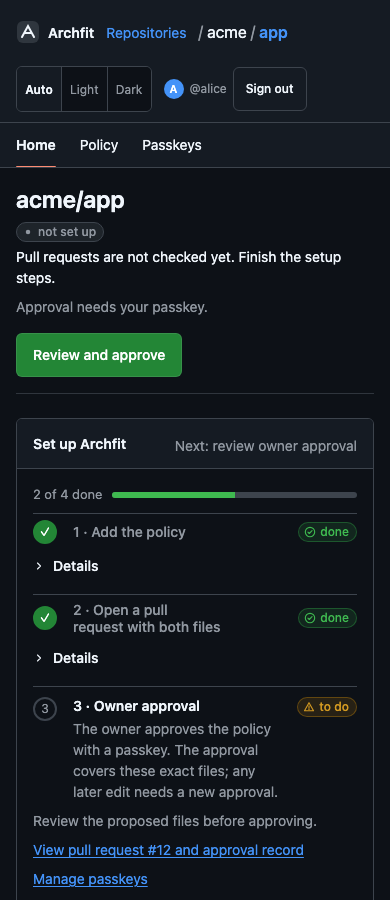 Archfit Repositories / acme / app
Auto Light Dark A @alice Sign out
Home Policy Passkeys
acme/app
not set up
Pull requests are not checked yet. Finish the setup
steps.
Approval needs your passkey.
Review and approve
Set up Archfit Next: review owner approval
2 of 4 done
1 · Add the policy done
Details
2 · Open a pull
request with both files done
Details
3 3 · Owner approval to do
The owner approves the policy
with a passkey. The approval
covers these exact files; any
later edit needs a new approval.
Review the proposed files before approving.
View pull request #12 and approval record
Manage passkeys